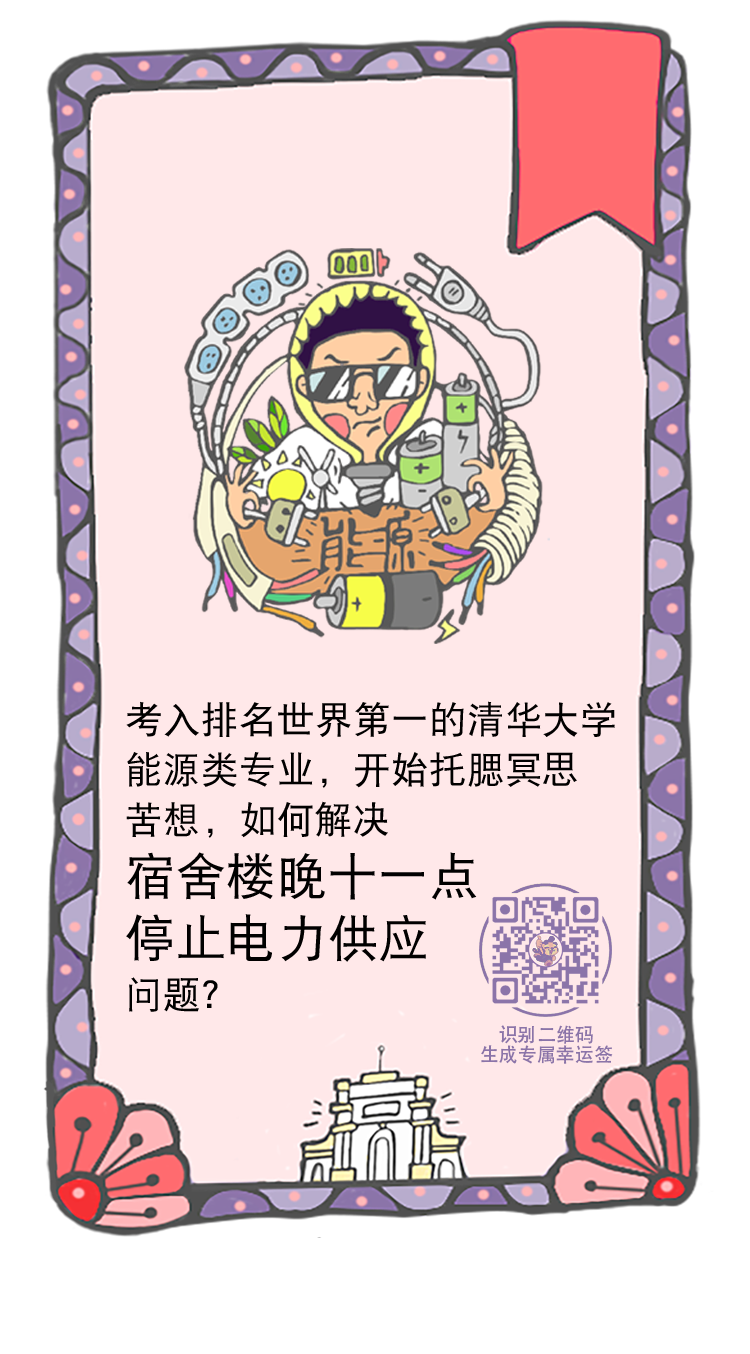 能源
考入排名世界第一的清华大学
能源类专业，开始托腮冥思
苦想，如何解决
宿舍楼晚十一点
停止电力供应
问题?
识别二维码
生成专属幸运签